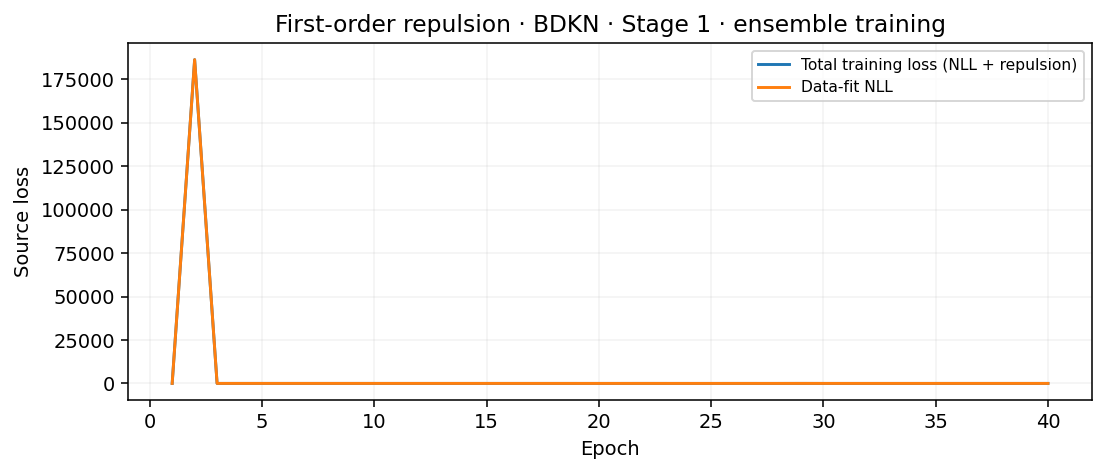 First-order repulsion · BDKN · Stage 1 · ensemble training
Total training loss (NLL + repulsion)
Data-fit NLL
Source loss
175000
150000
125000
100000
75000
50000
25000
0
0 5 10 15 20 25 30 35 40
Epoch